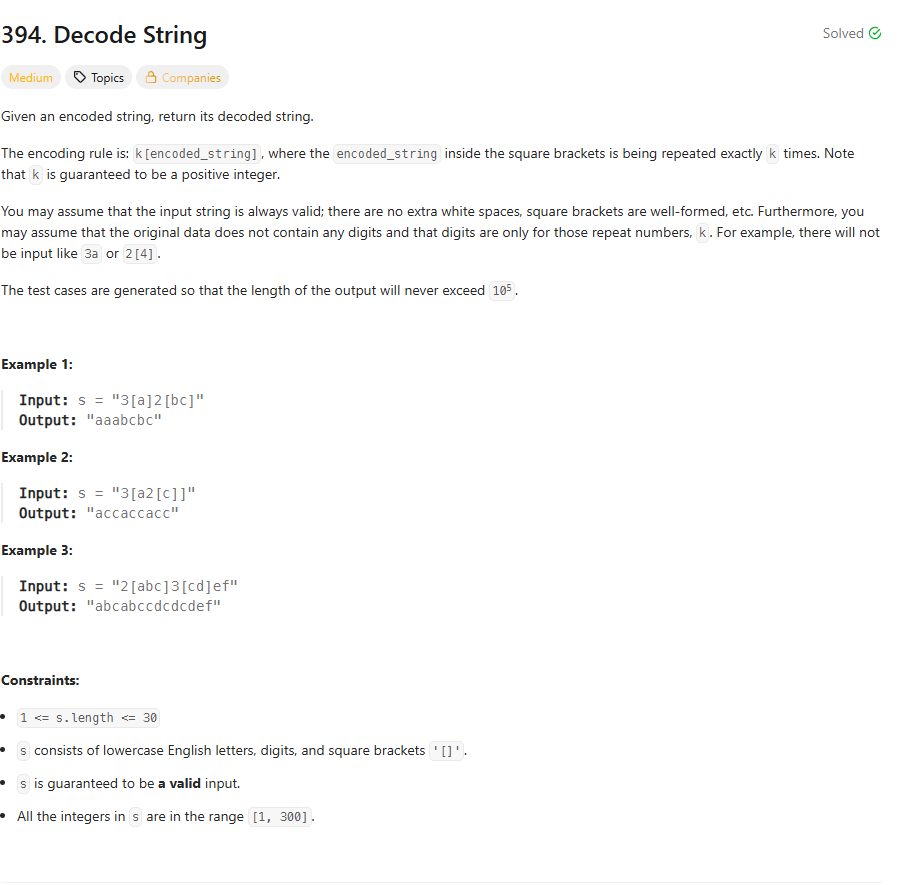 394. Decode String
Solved
Medium
Topics
Companies
Given an encoded string, return its decoded string.
The encoding rule is: k[encoded_string], where the encoded_string inside the square brackets is being repeated exactly k times. Note
that k is guaranteed to be a positive integer.
You may assume that the input string is always valid; there are no extra white spaces, square brackets are well-formed, etc. Furthermore, you
may assume that the original data does not contain any digits and that digits are only for those repeat numbers, k. For example, there will not
be input like 3a or 2[4].
The test cases are generated so that the length of the output will never exceed 10⁵.
Example 1:
Input: s = "3[a]2[bc]"
Output: "aaabcbc"
Example 2:
Input: s = "3[a2[c]]"
Output: "accaccacc"
Example 3:
Input: s = "2[abc]3[cd]ef"
Output: "abcabccdcdcdef"
Constraints:
• 1 <= s.length <= 30
• s consists of lowercase English letters, digits, and square brackets '[]'.
• s is guaranteed to be a valid input.
• All the integers in s are in the range [1, 300].